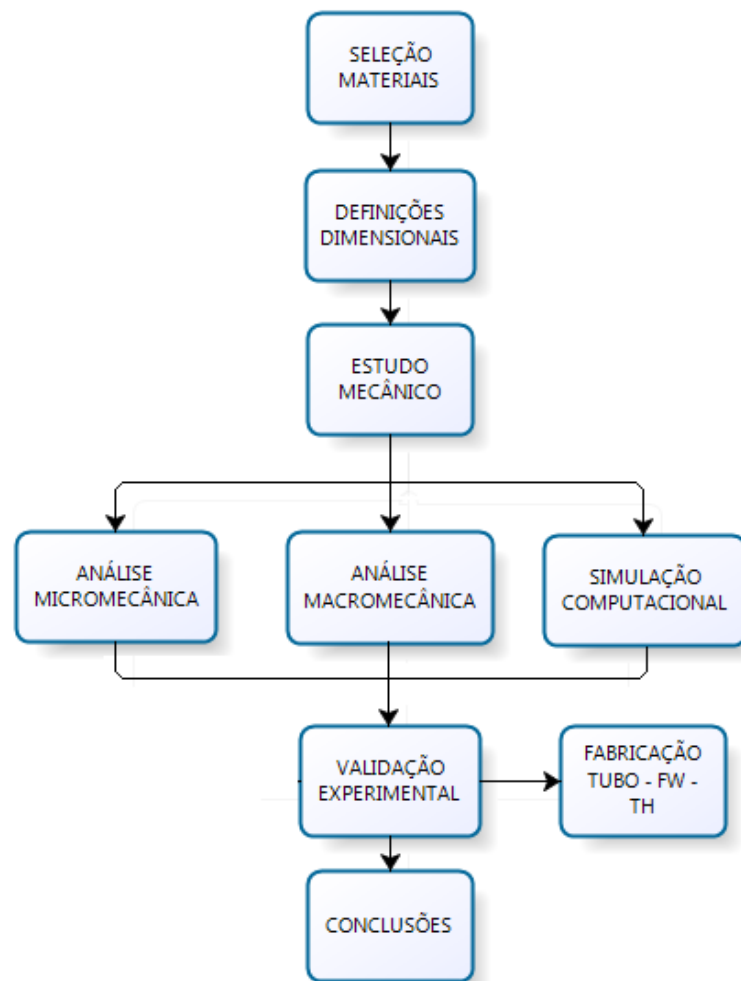 SELEÇÃO
MATERIAIS
DEFINIÇÕES
DIMENSIONAIS
ESTUDO
MECÂNICO
ANÁLISE
MICROMECÂNICA
ANÁLISE
MACROMECÂNICA
SIMULAÇÃO
COMPUTACIONAL
VALIDAÇÃO
EXPERIMENTAL
FABRICAÇÃO
TUBO - FW -
TH
CONCLUSÕES